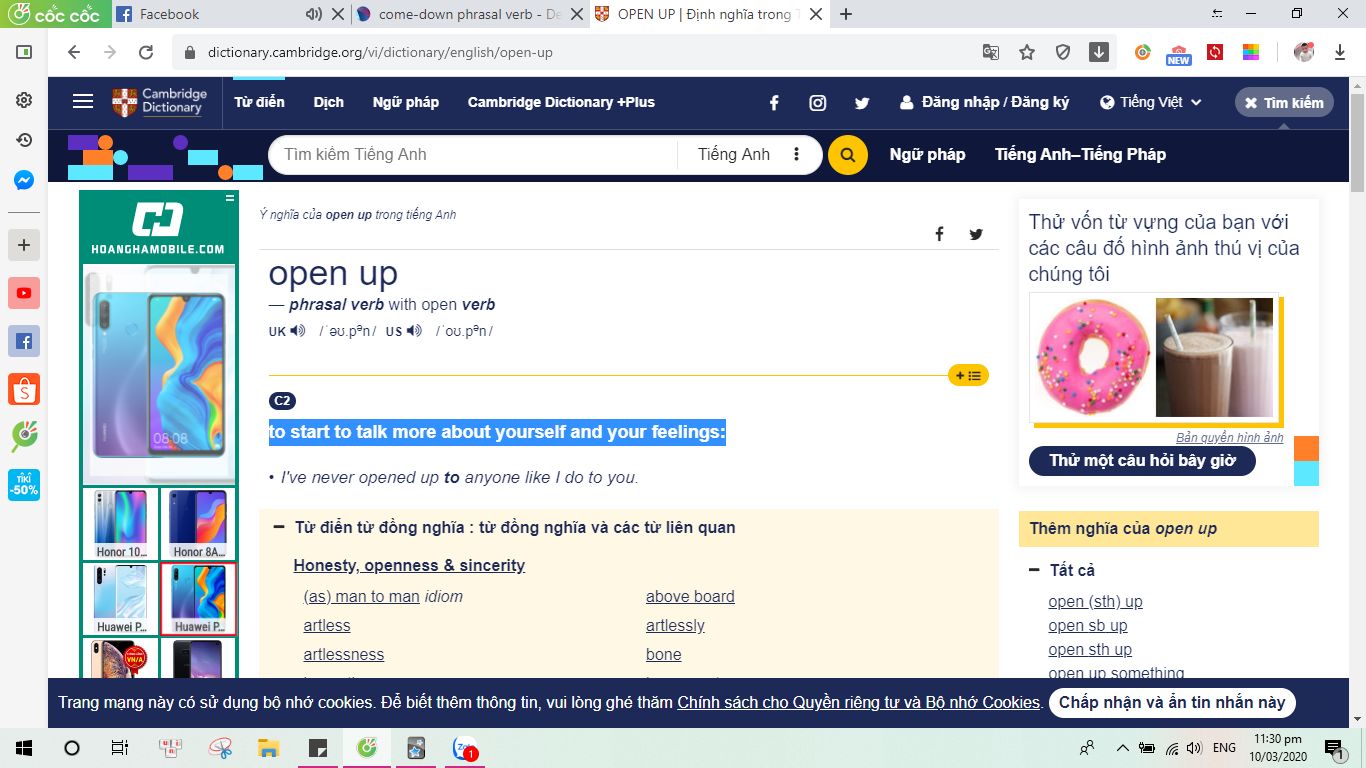 cốc cốc
Facebook
come-down phrasal verb - De
OPEN UP | Định nghĩa trong T
dictionary.cambridge.org/vi/dictionary/english/open-up
NEW
Cambridge
Dictionary
Từ điển
Dịch
Ngữ pháp
Cambridge Dictionary +Plus
Đăng nhập / Đăng ký
Tiếng Việt
Tìm kiếm
Tìm kiếm Tiếng Anh
Tiếng Anh
Ngữ pháp
Tiếng Anh–Tiếng Pháp
HOANGHAMOBILE.COM
08:08
Honor 10...
Honor 8A...
Huawei P...
Huawei P...
VN/A
TIKI
-50%
Ý nghĩa của open up trong tiếng Anh
open up
— phrasal verb with open verb
UK /ˈəʊ.pᵊn/ US /ˈoʊ.pᵊn/
C2
to start to talk more about yourself and your feelings:
• I've never opened up to anyone like I do to you.
Từ điển từ đồng nghĩa : từ đồng nghĩa và các từ liên quan
Honesty, openness & sincerity
(as) man to man idiom
above board
artless
artlessly
artlessness
bone
Thử vốn từ vựng của bạn với
các câu đố hình ảnh thú vị của
chúng tôi
Bản quyền hình ảnh
Thử một câu hỏi bây giờ
Thêm nghĩa của open up
Tất cả
open (sth) up
open sb up
open sth up
open up something
Trang mạng này có sử dụng bộ nhớ cookies. Để biết thêm thông tin, vui lòng ghé thăm Chính sách cho Quyền riêng tư và Bộ nhớ Cookies.
Chấp nhận và ẩn tin nhắn này
Zalo
1
ENG
11:30 pm
10/03/2020
1